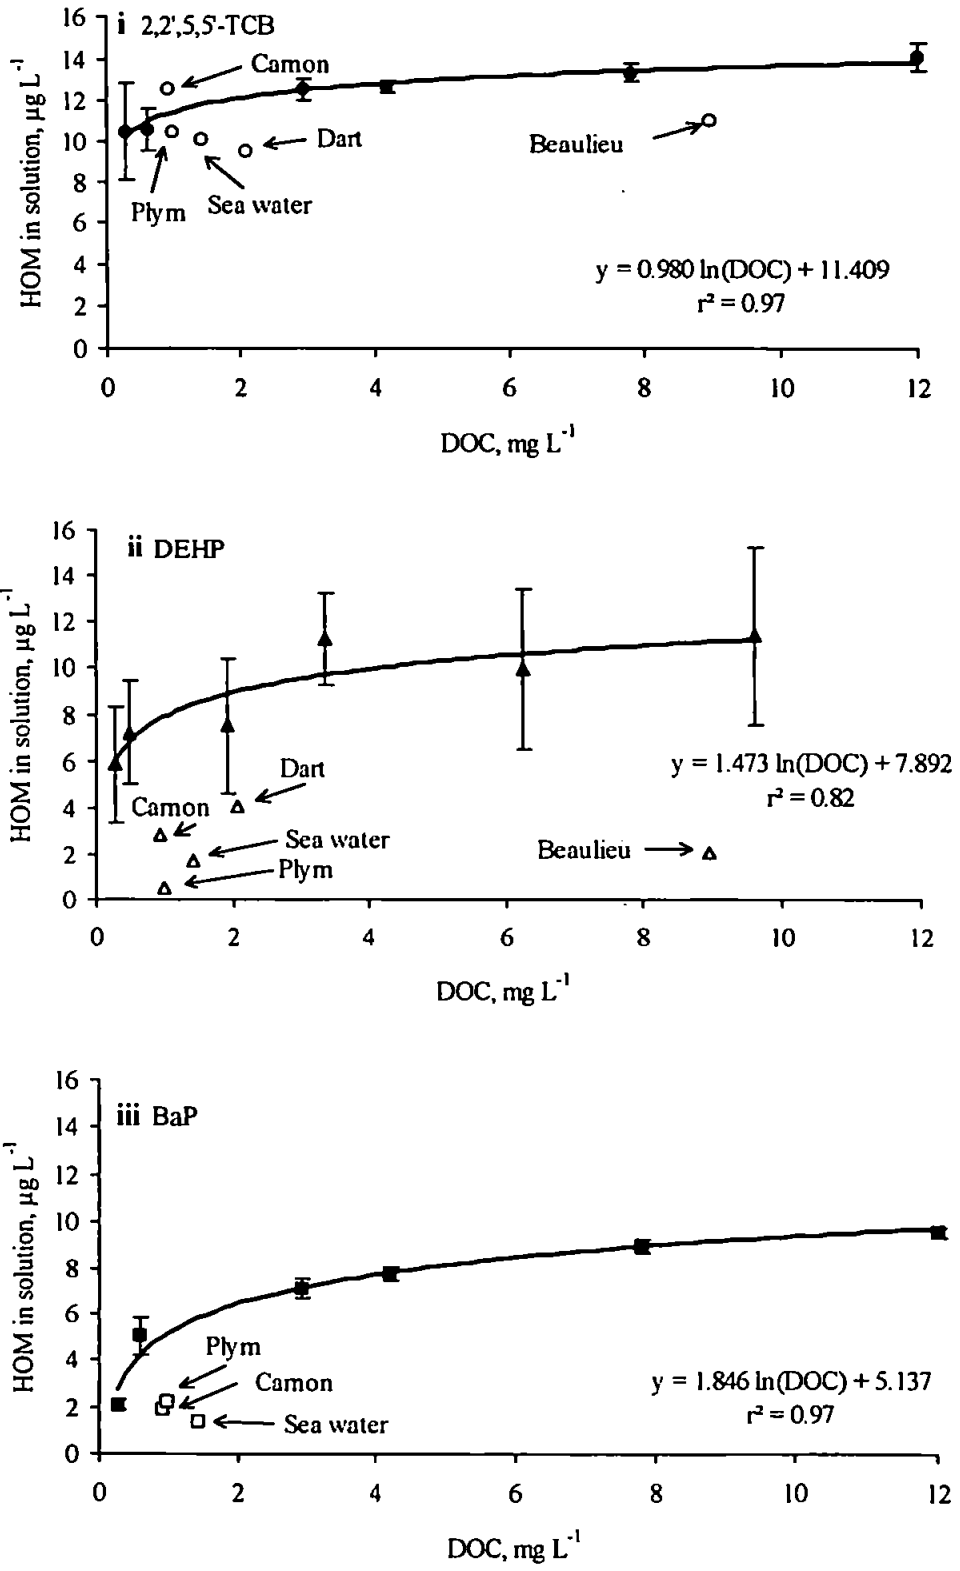 i 2,2',5,5'-TCB
HOM in solution, µg L⁻¹
16
14
12
10
8
6
4
2
0
Camon
Dart
Beaulieu
Plym
Sea water
y = 0.980 ln(DOC) + 11.409
r² = 0.97
0 2 4 6 8 10 12
DOC, mg L⁻¹
ii DEHP
HOM in solution, µg L⁻¹
16
14
12
10
8
6
4
2
0
y = 1.473 ln(DOC) + 7.892
r² = 0.82
Dart
Camon
Sea water
Beaulieu
Plym
0 2 4 6 8 10 12
DOC, mg L⁻¹
iii BaP
HOM in solution, µg L⁻¹
16
14
12
10
8
6
4
2
0
Plym
Camon
Sea water
y = 1.846 ln(DOC) + 5.137
r² = 0.97
0 2 4 6 8 10 12
DOC, mg L⁻¹